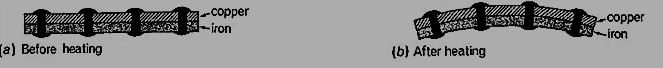 copper
iron
(a) Before heating
copper
iron
(b) After heating